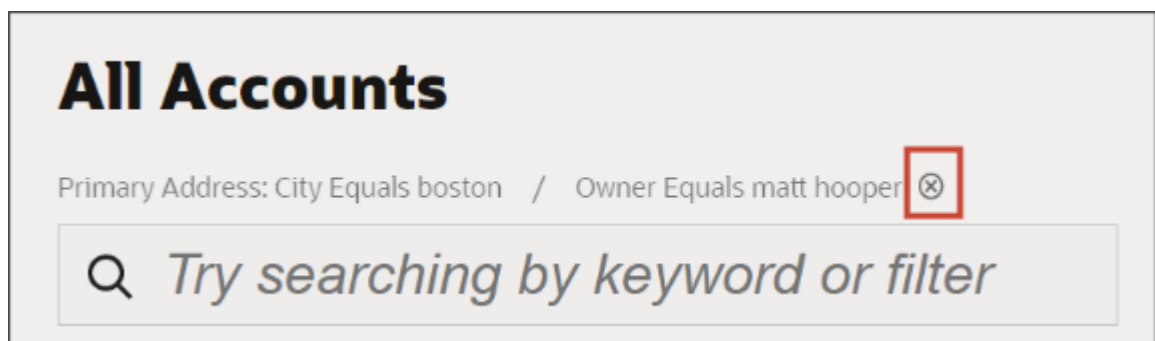 All Accounts
Primary Address: City Equals boston / Owner Equals matt hooper
Try searching by keyword or filter